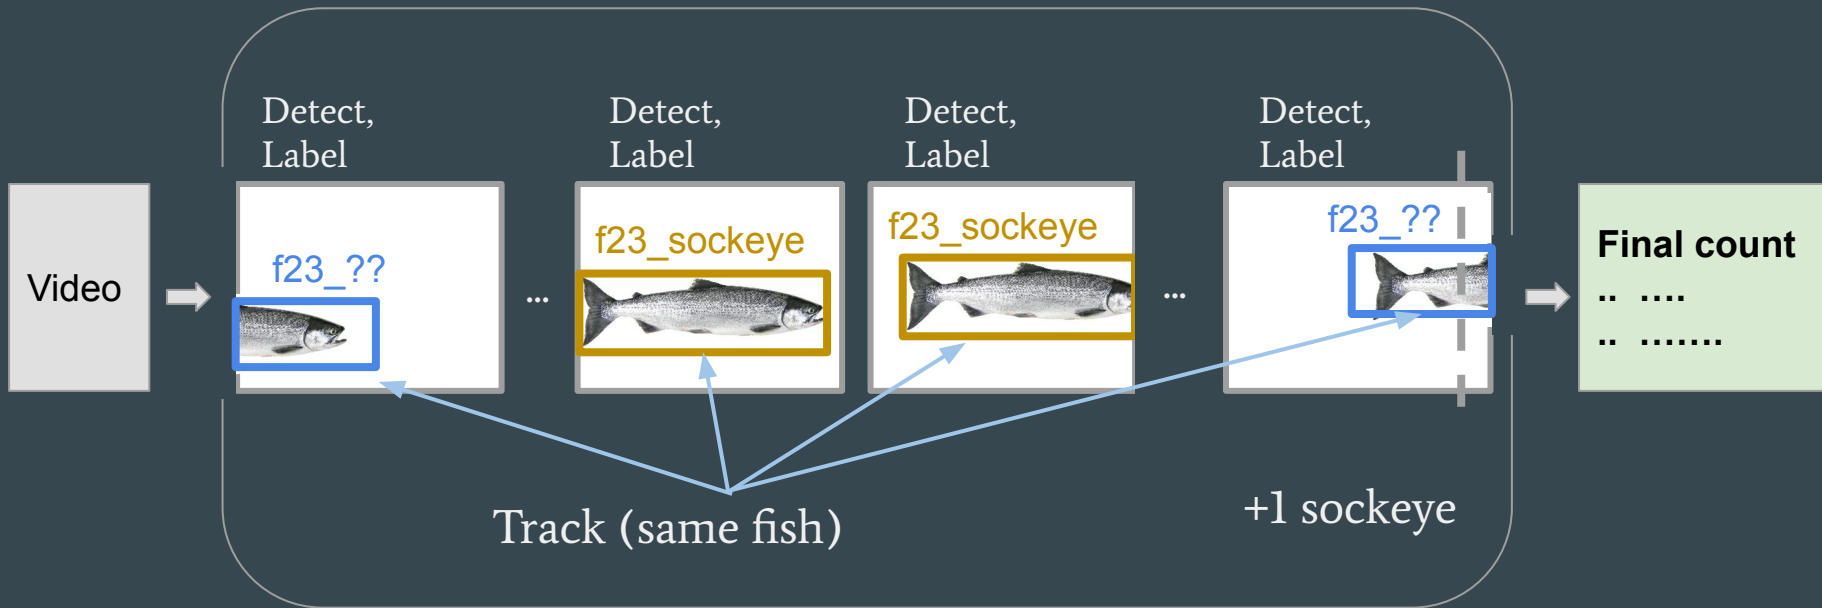 Detect,
Label
Detect,
Label
Detect,
Label
Detect,
Label
Video
f23_??
...
f23_sockeye
f23_sockeye
...
f23_??
Final count
.. ....
.. .......
Track (same fish)
+1 sockeye